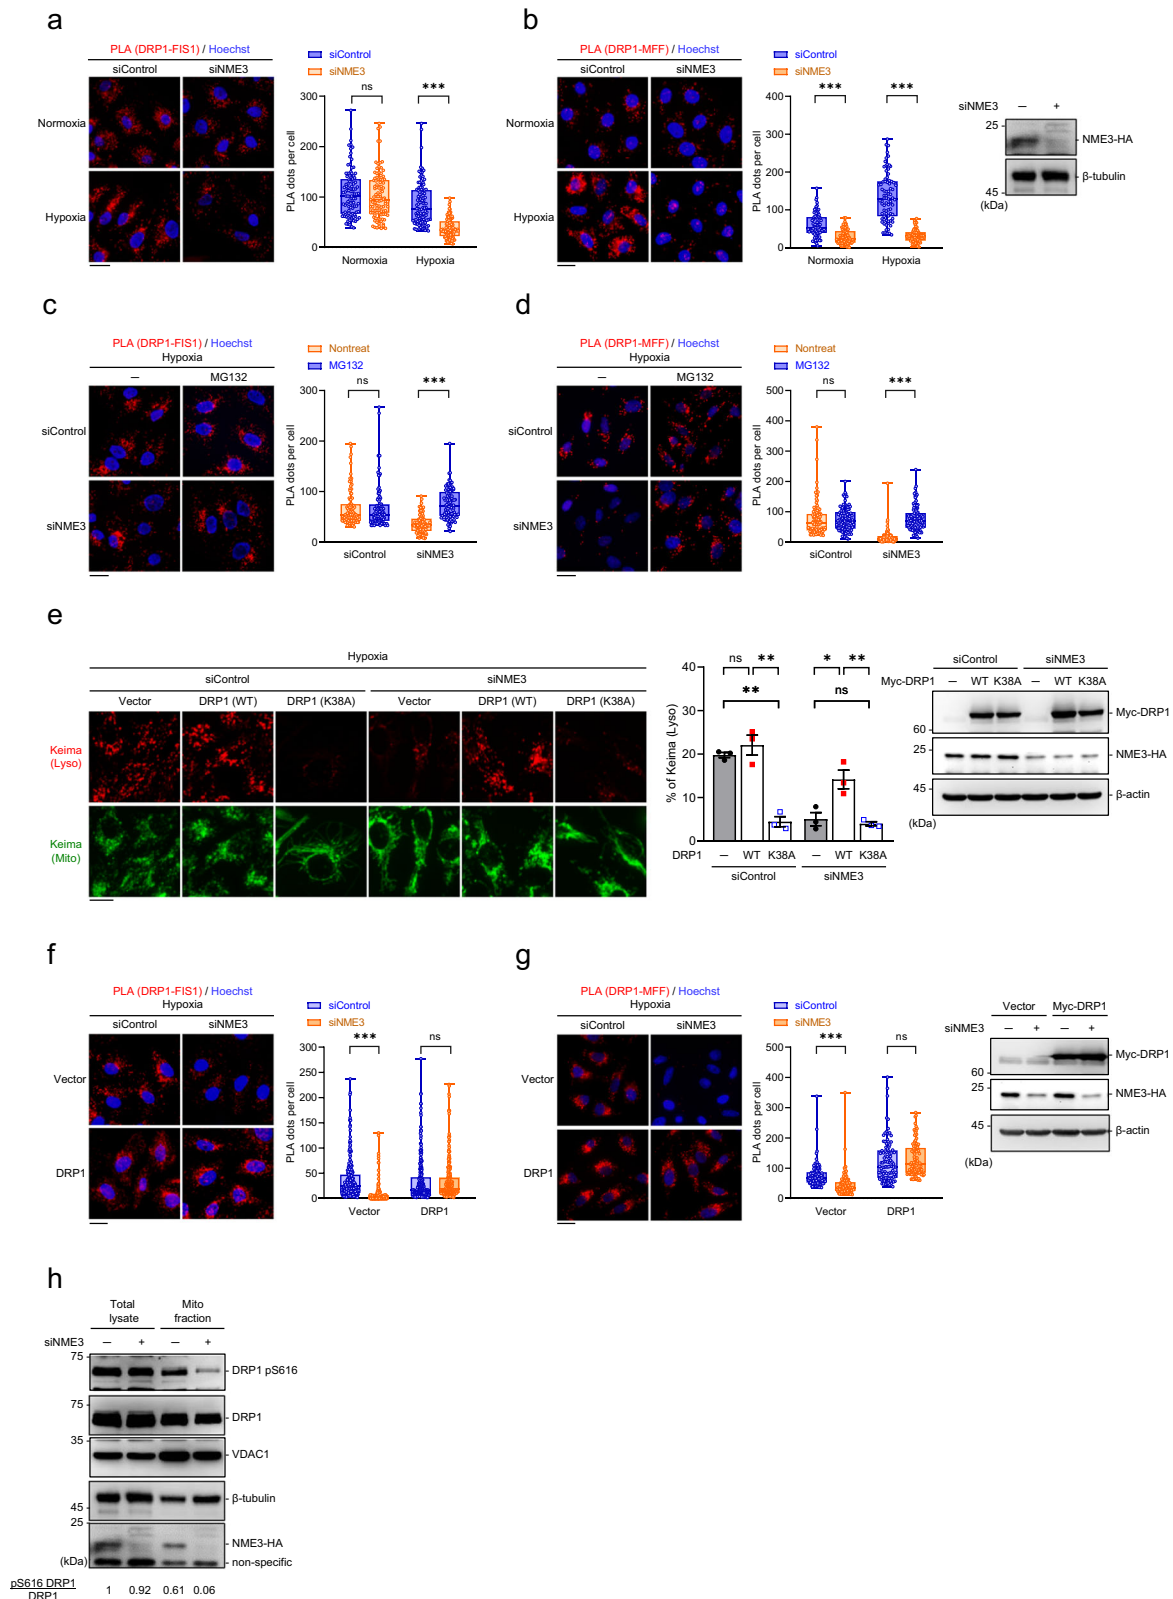 a
PLA (DRP1-FIS1) / Hoechst
siControl siNME3
Normoxia
Hypoxia
siControl
siNME3
ns ***
PLA dots per cell
300
200
100
0
Normoxia Hypoxia
b
PLA (DRP1-MFF) / Hoechst
siControl siNME3
Normoxia
Hypoxia
siControl
siNME3
*** ***
PLA dots per cell
400
300
200
100
0
Normoxia Hypoxia
siNME3 – +
25
NME3-HA
β-tubulin
45
(kDa)
c
PLA (DRP1-FIS1) / Hoechst
Hypoxia
– MG132
siControl
siNME3
Nontreat
MG132
ns ***
PLA dots per cell
300
200
100
0
siControl siNME3
d
PLA (DRP1-MFF) / Hoechst
Hypoxia
– MG132
siControl
siNME3
Nontreat
MG132
ns ***
PLA dots per cell
500
400
300
200
100
0
siControl siNME3
e
Hypoxia
siControl siNME3
Vector DRP1 (WT) DRP1 (K38A) Vector DRP1 (WT) DRP1 (K38A)
Keima
(Lyso)
Keima
(Mito)
ns ** * **
** ns
% of Keima (Lyso)
40
30
20
10
0
DRP1 – WT K38A – WT K38A
siControl siNME3
siControl siNME3
Myc-DRP1 – WT K38A – WT K38A
Myc-DRP1
60
25
NME3-HA
45
β-actin
(kDa)
f
PLA (DRP1-FIS1) / Hoechst
Hypoxia
siControl siNME3
Vector
DRP1
siControl
siNME3
*** ns
PLA dots per cell
300
250
200
150
100
50
0
Vector DRP1
g
PLA (DRP1-MFF) / Hoechst
Hypoxia
siControl siNME3
Vector
DRP1
siControl
siNME3
*** ns
PLA dots per cell
500
400
300
200
100
0
Vector DRP1
Vector Myc-DRP1
siNME3 – + – +
Myc-DRP1
60
25
NME3-HA
45
β-actin
(kDa)
h
Total Mito
lysate fraction
siNME3 – + – +
75
DRP1 pS616
75
DRP1
35
VDAC1
β-tubulin
45
25
NME3-HA
(kDa) non-specific
pS616 DRP1
DRP1
1 0.92 0.61 0.06